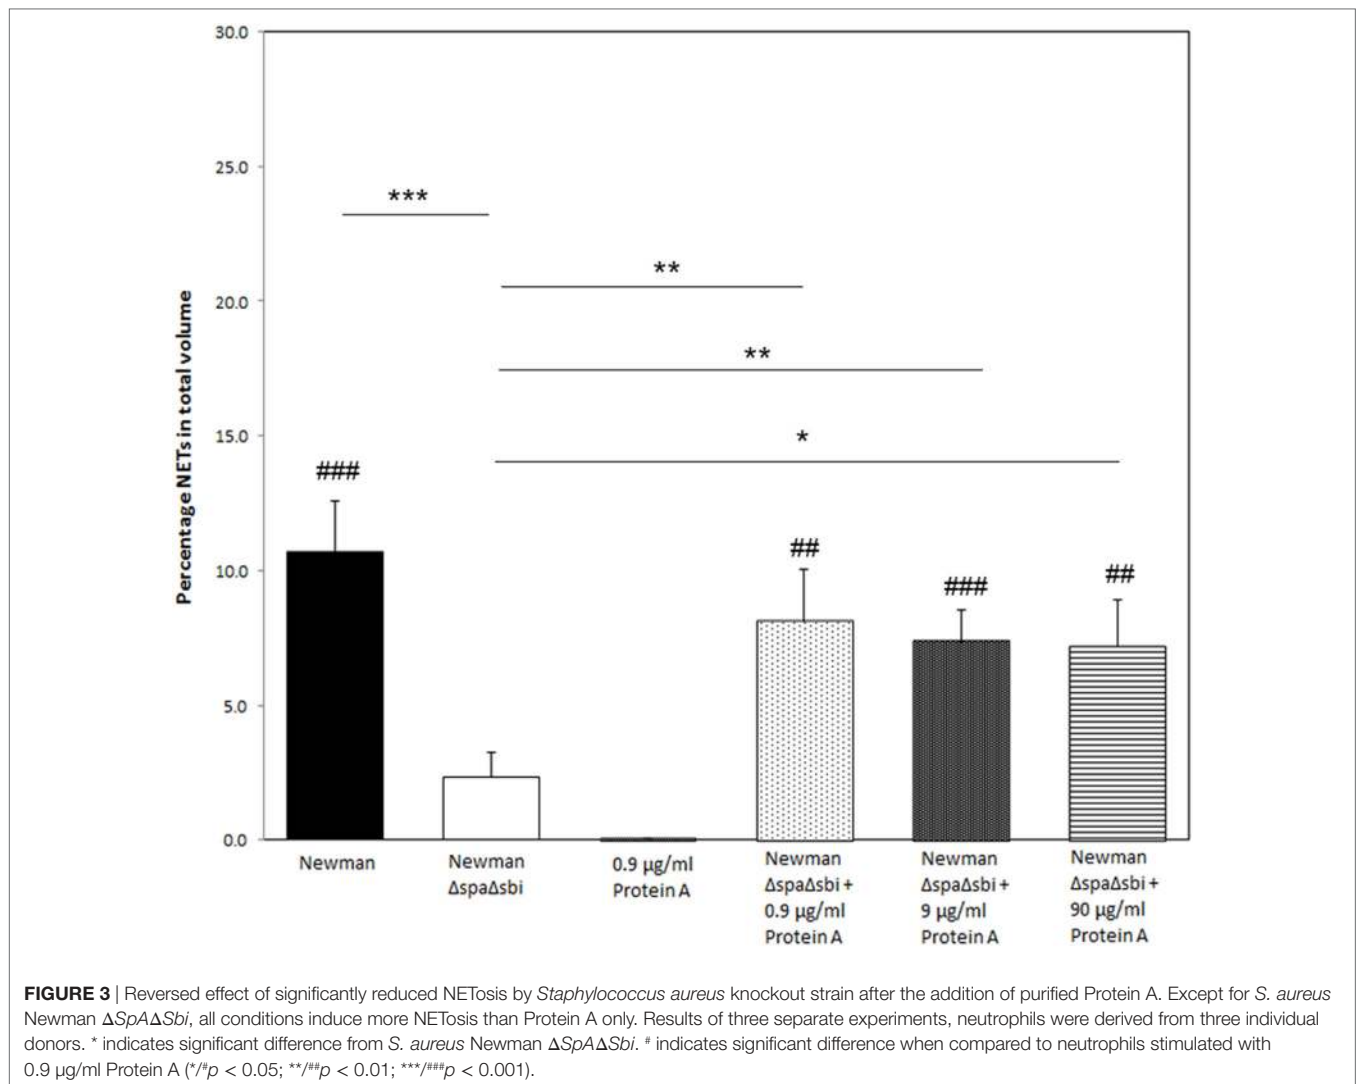 30.0
25.0
20.0
15.0
10.0
5.0
0.0
Percentage NETs in total volume
***
**
**
*
###
##
###
##
Newman
Newman
ΔspaΔsbi
0.9 µg/ml
Protein A
Newman
ΔspaΔsbi +
0.9 µg/ml
Protein A
Newman
ΔspaΔsbi +
9 µg/ml
Protein A
Newman
ΔspaΔsbi +
90 µg/ml
Protein A
FIGURE 3 | Reversed effect of significantly reduced NETosis by Staphylococcus aureus knockout strain after the addition of purified Protein A. Except for S. aureus
Newman ΔSpAΔSbi, all conditions induce more NETosis than Protein A only. Results of three separate experiments, neutrophils were derived from three individual
donors. * indicates significant difference from S. aureus Newman ΔSpAΔSbi. # indicates significant difference when compared to neutrophils stimulated with
0.9 µg/ml Protein A (*/#p < 0.05; **/##p < 0.01; ***/###p < 0.001).